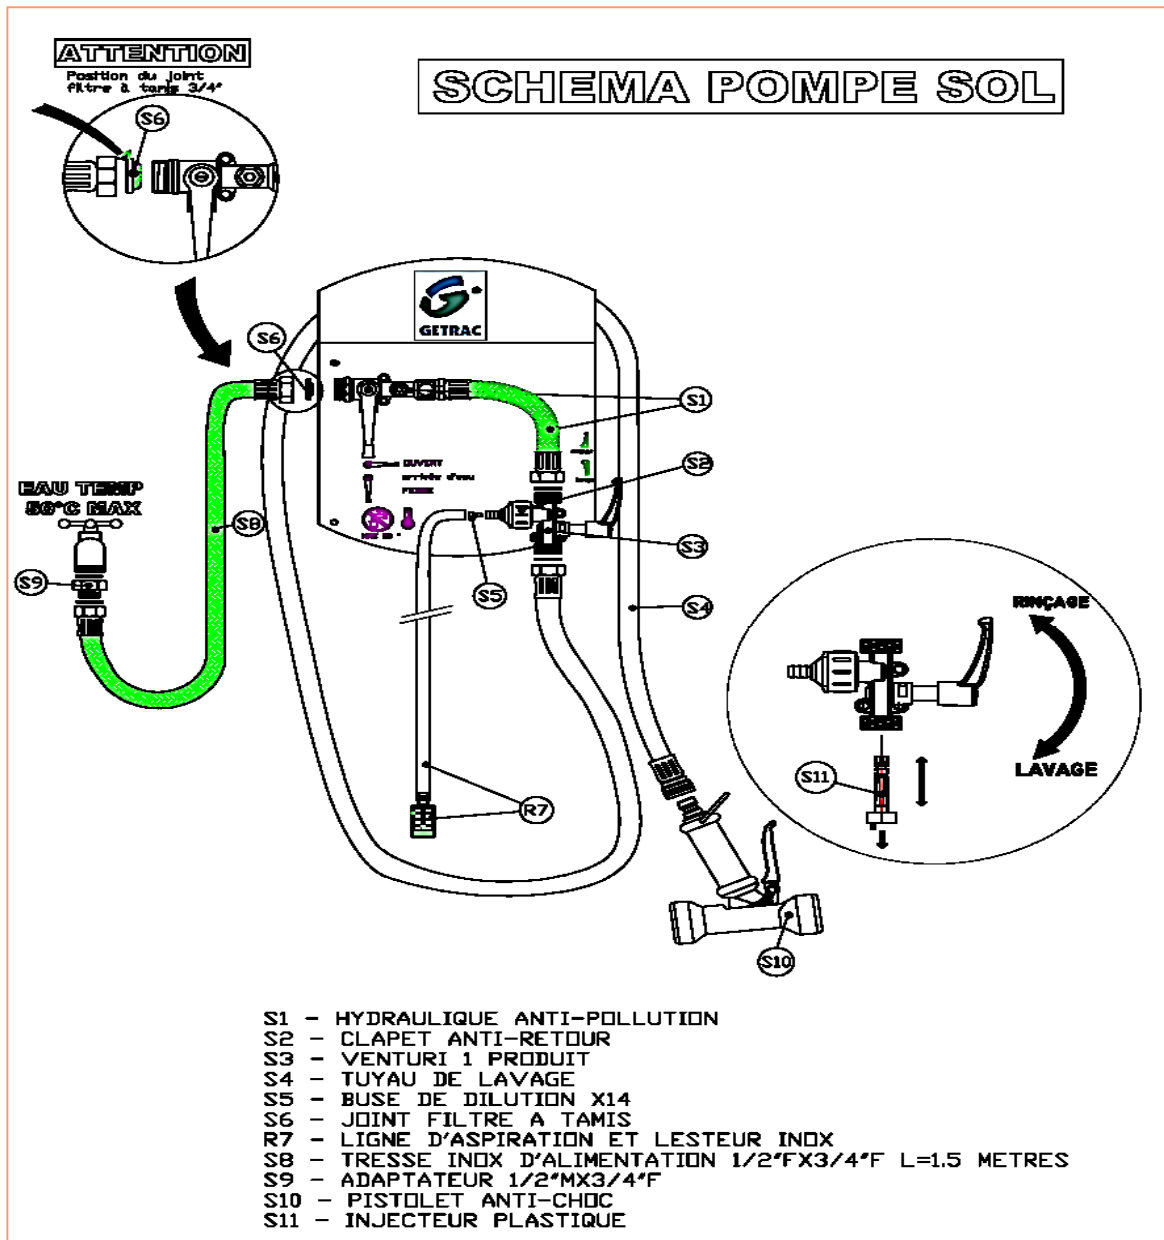 ATTENTION
Position du joint
filtre à tamis 3/4"
SCHEMA POMPE SOL
S6
GETRAC
S6
S1
OUVERT
arrivée d'eau
S2
EAU TEMP
50°C MAX
S8
S3
S9
S5
S4
RINÇAGE
LAVAGE
S11
R7
S10
S1 - HYDRAULIQUE ANTI-POLLUTION
S2 - CLAPET ANTI-RETOUR
S3 - VENTURI 1 PRODUIT
S4 - TUYAU DE LAVAGE
S5 - BUSE DE DILUTION X14
S6 - JOINT FILTRE A TAMIS
R7 - LIGNE D'ASPIRATION ET LESTEUR INOX
S8 - TRESSE INOX D'ALIMENTATION 1/2"FX3/4"F L=1.5 METRES
S9 - ADAPTATEUR 1/2"MX3/4"F
S10 - PISTOLET ANTI-CHOC
S11 - INJECTEUR PLASTIQUE